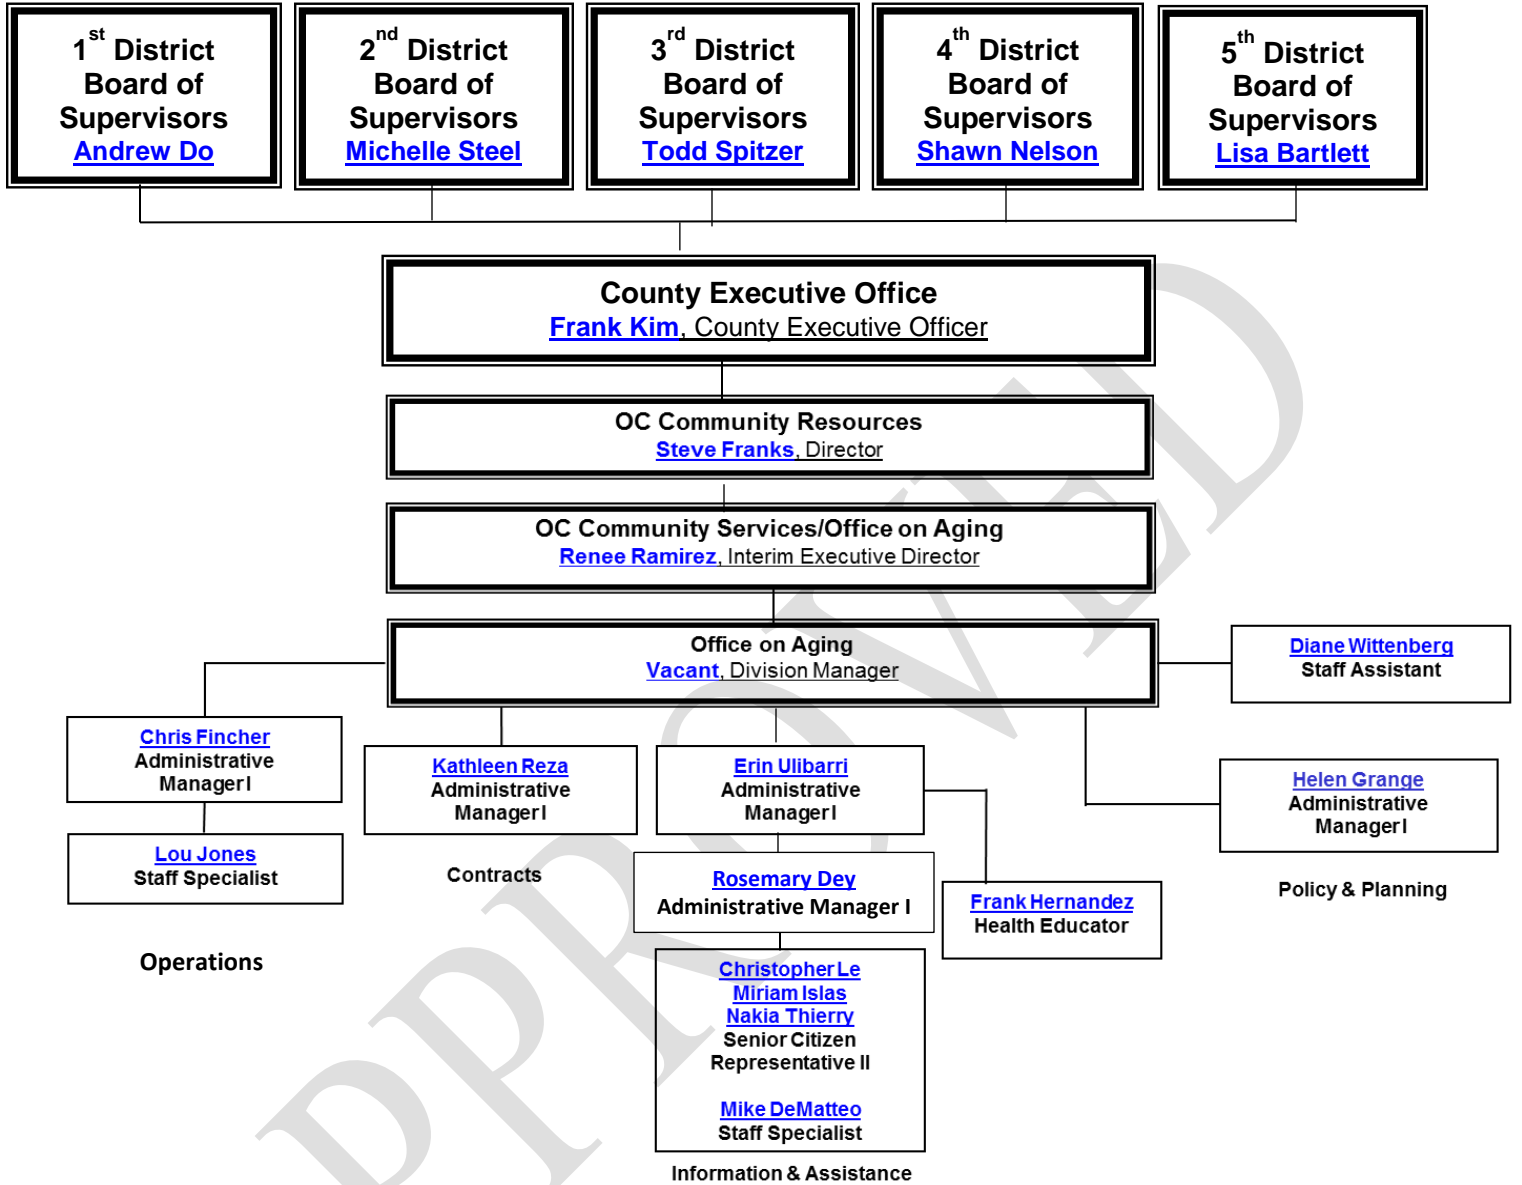 1st District
Board of
Supervisors
Andrew Do
2nd District
Board of
Supervisors
Michelle Steel
3rd District
Board of
Supervisors
Todd Spitzer
4th District
Board of
Supervisors
Shawn Nelson
5th District
Board of
Supervisors
Lisa Bartlett
County Executive Office
Frank Kim, County Executive Officer
OC Community Resources
Steve Franks, Director
OC Community Services/Office on Aging
Renee Ramirez, Interim Executive Director
Office on Aging
Vacant, Division Manager
Diane Wittenberg
Staff Assistant
Chris Fincher
Administrative
Manager I
Lou Jones
Staff Specialist
Operations
Kathleen Reza
Administrative
Manager I
Contracts
Erin Ulibarri
Administrative
Manager I
Rosemary Dey
Administrative Manager I
Christopher Le
Miriam Islas
Nakia Thierry
Senior Citizen
Representative II
Mike DeMatteo
Staff Specialist
Information & Assistance
Frank Hernandez
Health Educator
Helen Grange
Administrative
Manager I
Policy & Planning
PPROVED